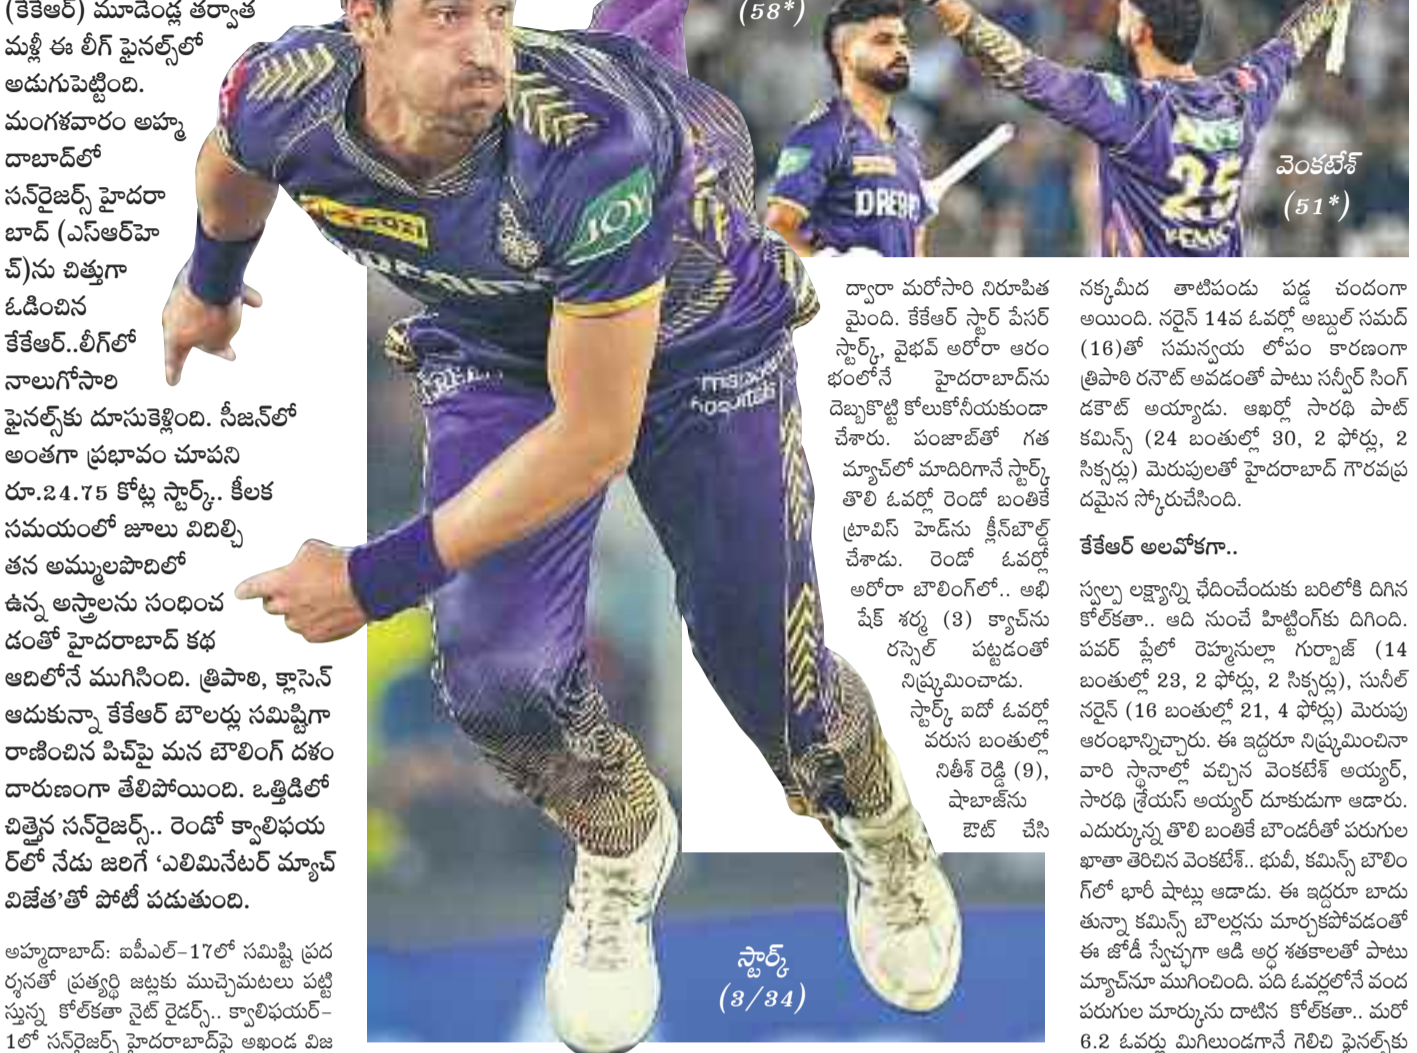 (కేకేఆర్) మూడేండ్ల తర్వాత
మళ్లీ ఈ లీగ్ ఫైనల్స్‌లో
అడుగుపెట్టింది.
మంగళవారం అహ్మ
దాబాద్‌లో
సన్‌రైజర్స్ హైదరా
బాద్ (ఎస్ఆర్‌హె
చ్)ను చిత్తుగా
ఓడించిన
కేకేఆర్..లీగ్‌లో
నాలుగోసారి
ఫైనల్స్‌కు దూసుకెళ్లింది. సీజన్‌లో
అంతగా ప్రభావం చూపని
రూ.24.75 కోట్ల స్టార్క్.. కీలక
సమయంలో జూలు విదిల్చి
తన అమ్ములపొదిలో
ఉన్న అస్త్రాలను సంధించ
డంతో హైదరాబాద్ కథ
ఆదిలోనే ముగిసింది. త్రిపాఠి, క్లాసెన్
ఆదుకున్నా కేకేఆర్ బౌలర్లు సమిష్టిగా
రాణించిన పిచ్‌పై మన బౌలింగ్ దళం
దారుణంగా తేలిపోయింది. ఒత్తిడిలో
చిత్తైన సన్‌రైజర్స్.. రెండో క్వాలిఫయ
ర్‌లో నేడు జరిగే ‘ఎలిమినేటర్ మ్యాచ్
విజేత’తో పోటీ పడుతుంది.
అహ్మదాబాద్: ఐపీఎల్-17లో సమిష్టి ప్రద
ర్శనతో ప్రత్యర్థి జట్లకు ముచ్చెమటలు పట్టి
స్తున్న కోల్‌కతా నైట్ రైడర్స్.. క్వాలిఫయర్-
1లో సన్‌రైజర్స్ హైదరాబాద్‌పై అఖండ విజ
(58*)
వెంకటేశ్
(51*)
25
JOY
స్టార్క్
(3/34)
ద్వారా మరోసారి నిరూపిత
మైంది. కేకేఆర్ స్టార్ పేసర్
స్టార్క్, వైభవ్ అరోరా ఆరం
భంలోనే హైదరాబాద్‌ను
దెబ్బకొట్టి కోలుకోనీయకుండా
చేశారు. పంజాబ్‌తో గత
మ్యాచ్‌లో మాదిరిగానే స్టార్క్
తొలి ఓవర్లో రెండో బంతికే
ట్రావిస్ హెడ్‌ను క్లీన్‌బౌల్డ్
చేశాడు. రెండో ఓవర్లో
అరోరా బౌలింగ్‌లో.. అభి
షేక్ శర్మ (3) క్యాచ్‌ను
రస్సెల్ పట్టడంతో
నిష్క్రమించాడు.
స్టార్క్ ఐదో ఓవర్లో
వరుస బంతుల్లో
నితీశ్ రెడ్డి (9),
షాబాజ్‌ను
ఔట్ చేసి
నక్కమీద తాటిపండు పడ్డ చందంగా
అయింది. నరైన్ 14వ ఓవర్లో అబ్దుల్ సమద్
(16)తో సమన్వయ లోపం కారణంగా
త్రిపాఠి రనౌట్ అవడంతో పాటు సన్వీర్ సింగ్
డకౌట్ అయ్యాడు. ఆఖర్లో సారథి పాట్
కమిన్స్ (24 బంతుల్లో 30, 2 ఫోర్లు, 2
సిక్సర్లు) మెరుపులతో హైదరాబాద్ గౌరవప్ర
దమైన స్కోరుచేసింది.
కేకేఆర్ అలవోకగా..
స్వల్ప లక్ష్యాన్ని ఛేదించేందుకు బరిలోకి దిగిన
కోల్‌కతా.. ఆది నుంచే హిట్టింగ్‌కు దిగింది.
పవర్ ప్లేలో రెహ్మనుల్లా గుర్బాజ్ (14
బంతుల్లో 23, 2 ఫోర్లు, 2 సిక్సర్లు), సునీల్
నరైన్ (16 బంతుల్లో 21, 4 ఫోర్లు) మెరుపు
ఆరంభాన్నిచ్చారు. ఈ ఇద్దరూ నిష్క్రమించినా
వారి స్థానాల్లో వచ్చిన వెంకటేశ్ అయ్యర్,
సారథి శ్రేయస్ అయ్యర్ దూకుడుగా ఆడారు.
ఎదుర్కున్న తొలి బంతికే బౌండరీతో పరుగుల
ఖాతా తెరిచిన వెంకటేశ్.. భువీ, కమిన్స్ బౌలిం
గ్‌లో భారీ షాట్లు ఆడాడు. ఈ ఇద్దరూ బాదు
తున్నా కమిన్స్ బౌలర్లను మార్చకపోవడంతో
ఈ జోడీ స్వేచ్ఛగా ఆడి అర్ధ శతకాలతో పాటు
మ్యాచ్‌నూ ముగించింది. పది ఓవర్లలోనే వంద
పరుగుల మార్కును దాటిన కోల్‌కతా.. మరో
6.2 ఓవర్లు మిగిలుండగానే గెలిచి ఫైనల్స్‌కు